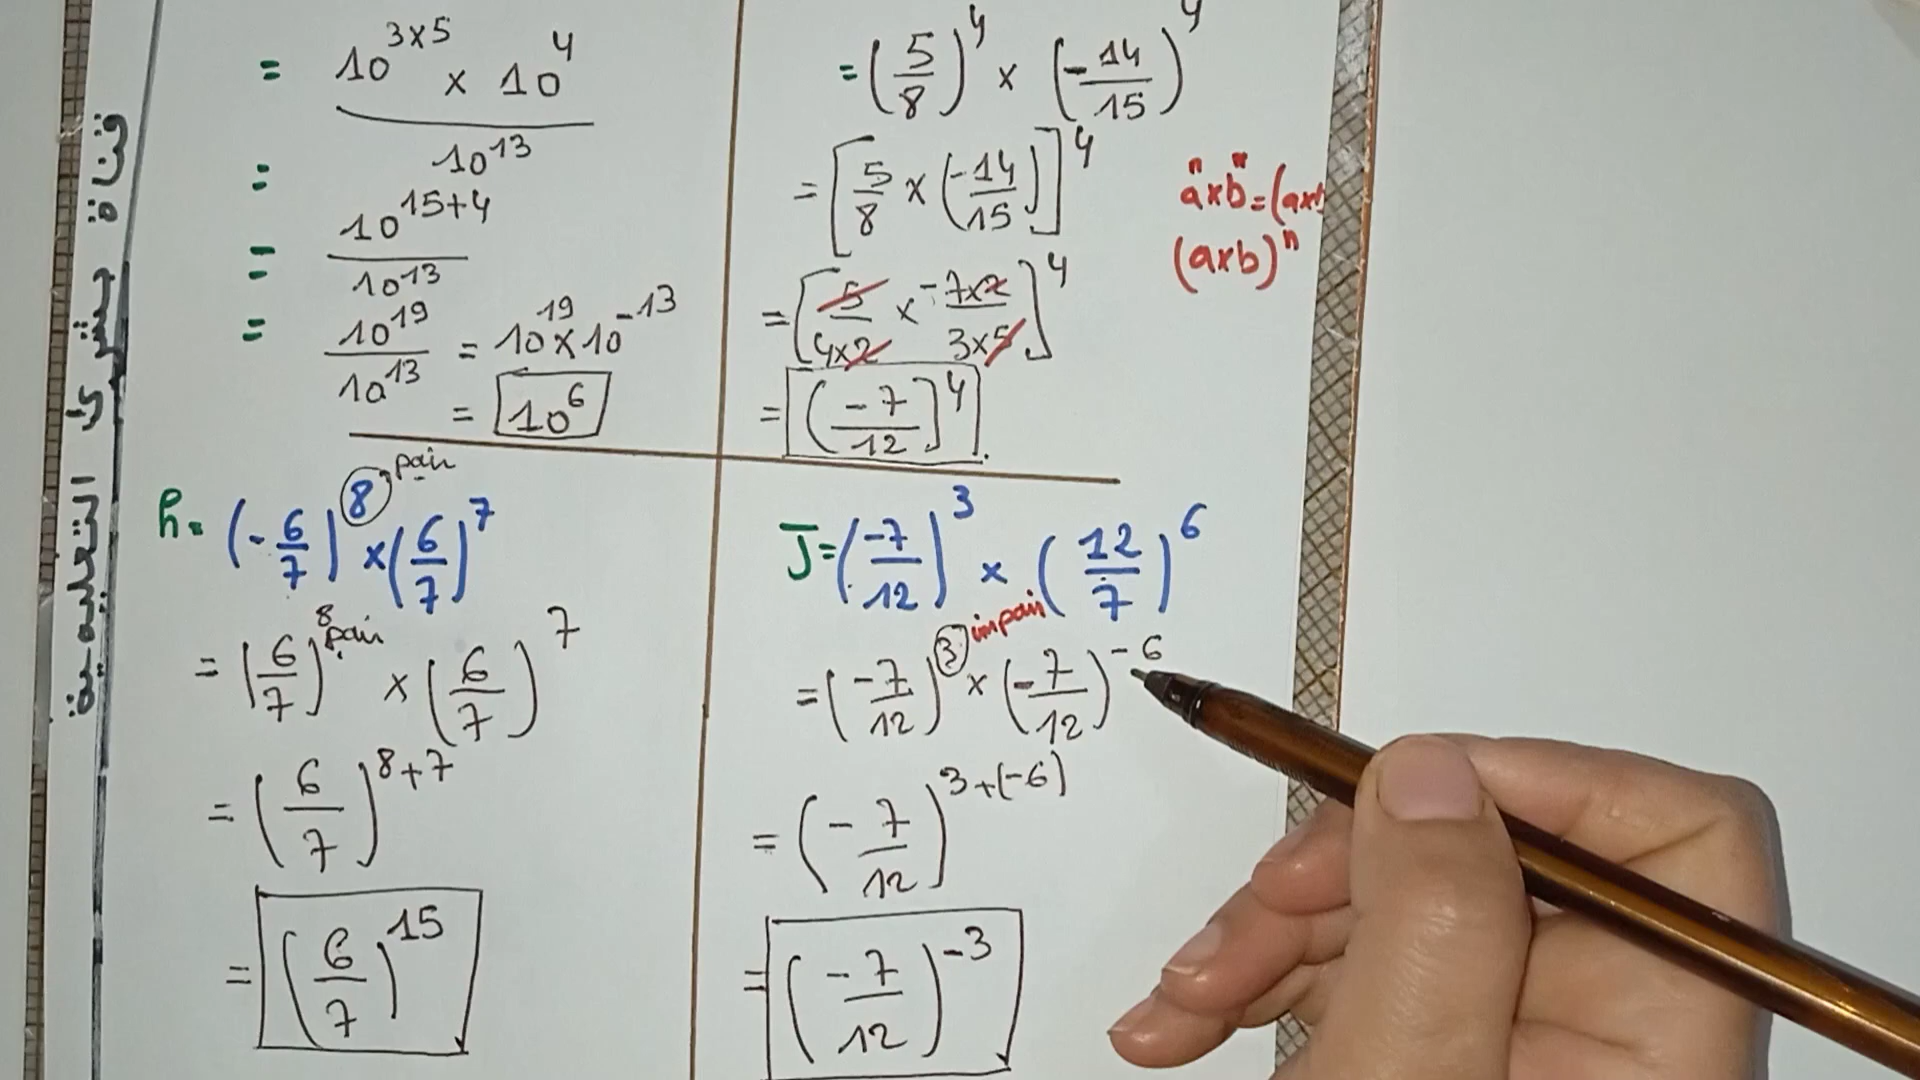 قناة بشرى التعليمية
= 10^{3×5} × 10^4
10^{13}
= 10^{15+4}
=
10^{13}
= 10^{19} = 10^{19}×10^{-13}
10^{13}
= 10^6
= (5/8)^4 × (-14/15)^4
= [5/8 × (-14/15)]^4
a^n×b^n=(a×
(a×b)^n
= [5/4×2 × -7×2/3×5]^4
= (-7/12]^4.
h= (-6/7)^8 pair ×(6/7)^7
= (6/7)^8 pair × (6/7)^7
= (6/7)^{8+7}
= (6/7)^{15}
J=(-7/12)^3 × (12/7)^6
= (-7/12)^3 impair × (-7/12)^{-6}
= (-7/12)^{3+(-6)}
= (-7/12)^{-3}